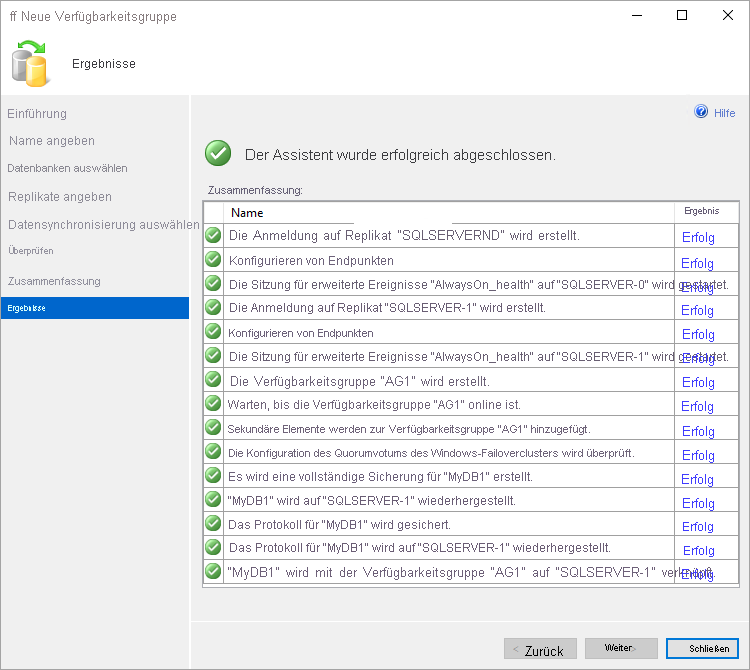 ff Neue Verfügbarkeitsgruppe
Ergebnisse
Einführung
Name angeben
Datenbanken auswählen
Replikate angeben
Datensynchronisierung auswählen
Überprüfen
Zusammenfassung
Ergebnisse
Hilfe
Der Assistent wurde erfolgreich abgeschlossen.
Zusammenfassung:
Name Ergebnis
Die Anmeldung auf Replikat "SQLSERVERND" wird erstellt. Erfolg
Konfigurieren von Endpunkten Erfolg
Die Sitzung für erweiterte Ereignisse "AlwaysOn_health" auf "SQLSERVER-0" wird gestartet. Erfolg
Die Anmeldung auf Replikat "SQLSERVER-1" wird erstellt. Erfolg
Konfigurieren von Endpunkten Erfolg
Die Sitzung für erweiterte Ereignisse "AlwaysOn_health" auf "SQLSERVER-1" wird gestartet. Erfolg
Die Verfügbarkeitsgruppe "AG1" wird erstellt. Erfolg
Warten, bis die Verfügbarkeitsgruppe "AG1" online ist. Erfolg
Sekundäre Elemente werden zur Verfügbarkeitsgruppe "AG1" hinzugefügt. Erfolg
Die Konfiguration des Quorumvotums des Windows-Failoverclusters wird überprüft. Erfolg
Es wird eine vollständige Sicherung für "MyDB1" erstellt. Erfolg
"MyDB1" wird auf "SQLSERVER-1" wiederhergestellt. Erfolg
Das Protokoll für "MyDB1" wird gesichert. Erfolg
Das Protokoll für "MyDB1" wird auf "SQLSERVER-1" wiederhergestellt. Erfolg
"MyDB1" wird mit der Verfügbarkeitsgruppe "AG1" auf "SQLSERVER-1" verknüpft. Erfolg
< Zurück Weiter> Schließen